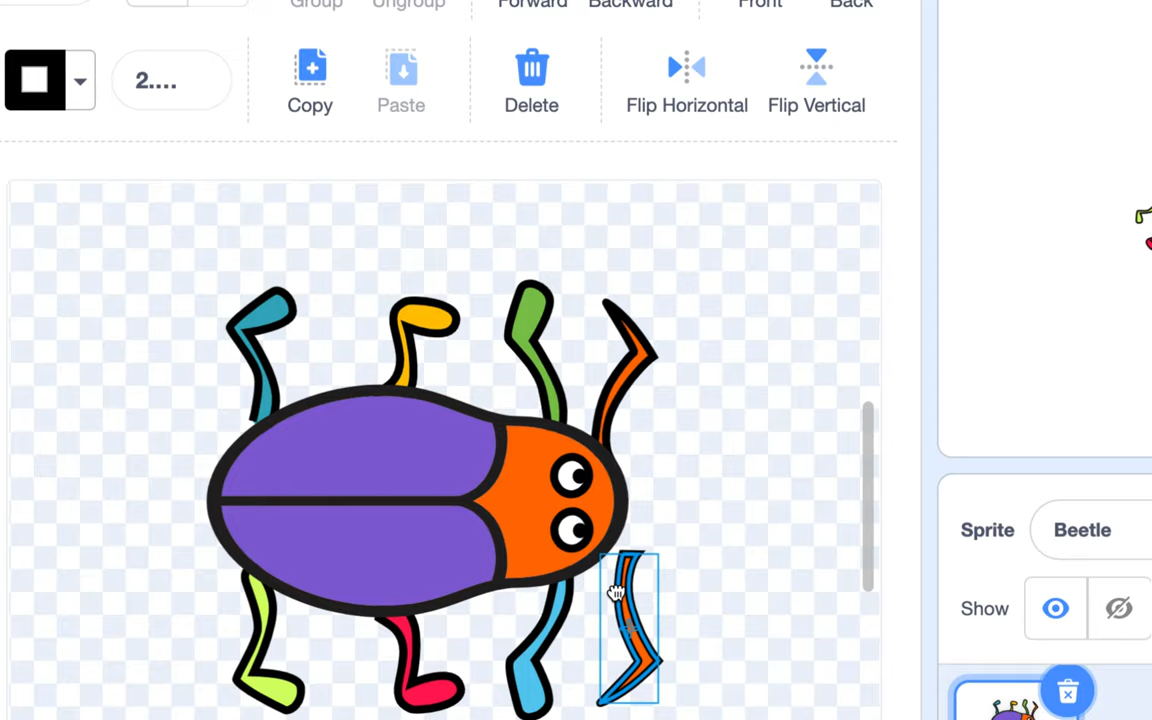 Group Ungroup Forward Backward Front Back
2....
Copy Paste Delete Flip Horizontal Flip Vertical
Sprite Beetle
Show